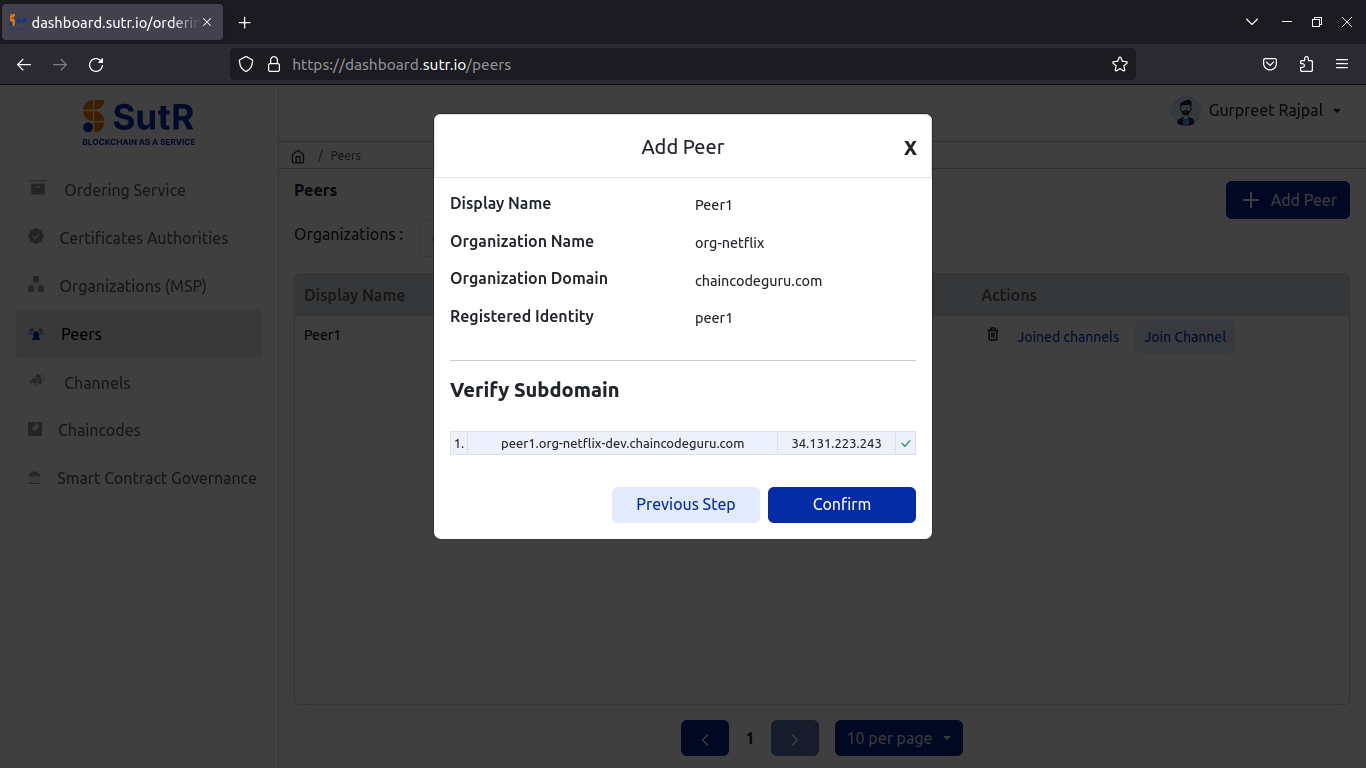 dashboard.sutr.io/orderin
https://dashboard.sutr.io/peers
SutR
BLOCKCHAIN AS A SERVICE
Gurpreet Rajpal
/ Peers
Ordering Service
Certificates Authorities
Organizations (MSP)
Peers
Channels
Chaincodes
Smart Contract Governance
Peers
Add Peer
Organizations :
Display Name
Actions
Peer1
Joined channels
Join Channel
Add Peer
X
Display Name Peer1
Organization Name org-netflix
Organization Domain chaincodeguru.com
Registered Identity peer1
Verify Subdomain
1. peer1.org-netflix-dev.chaincodeguru.com 34.131.223.243
Previous Step
Confirm
1
10 per page